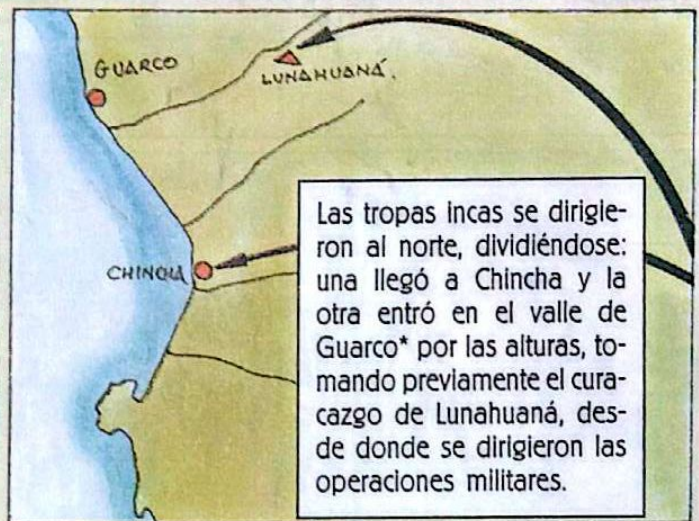 GUARCO
LUNAHUANÁ.
CHINCHA
Las tropas incas se dirigie-
ron al norte, dividiéndose:
una llegó a Chincha y la
otra entró en el valle de
Guarco* por las alturas, to-
mando previamente el cura-
cazgo de Lunahuaná, des-
de donde se dirigieron las
operaciones militares.